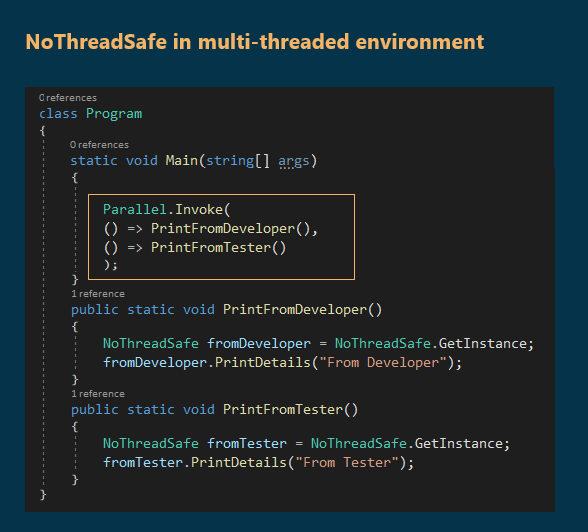 NoThreadSafe in multi-threaded environment
0 references
class Program
{
0 references
static void Main(string[] args)
{
Parallel.Invoke(
() => PrintFromDeveloper(),
() => PrintFromTester()
);
}
1 reference
public static void PrintFromDeveloper()
{
NoThreadSafe fromDeveloper = NoThreadSafe.GetInstance;
fromDeveloper.PrintDetails("From Developer");
}
1 reference
public static void PrintFromTester()
{
NoThreadSafe fromTester = NoThreadSafe.GetInstance;
fromTester.PrintDetails("From Tester");
}
}